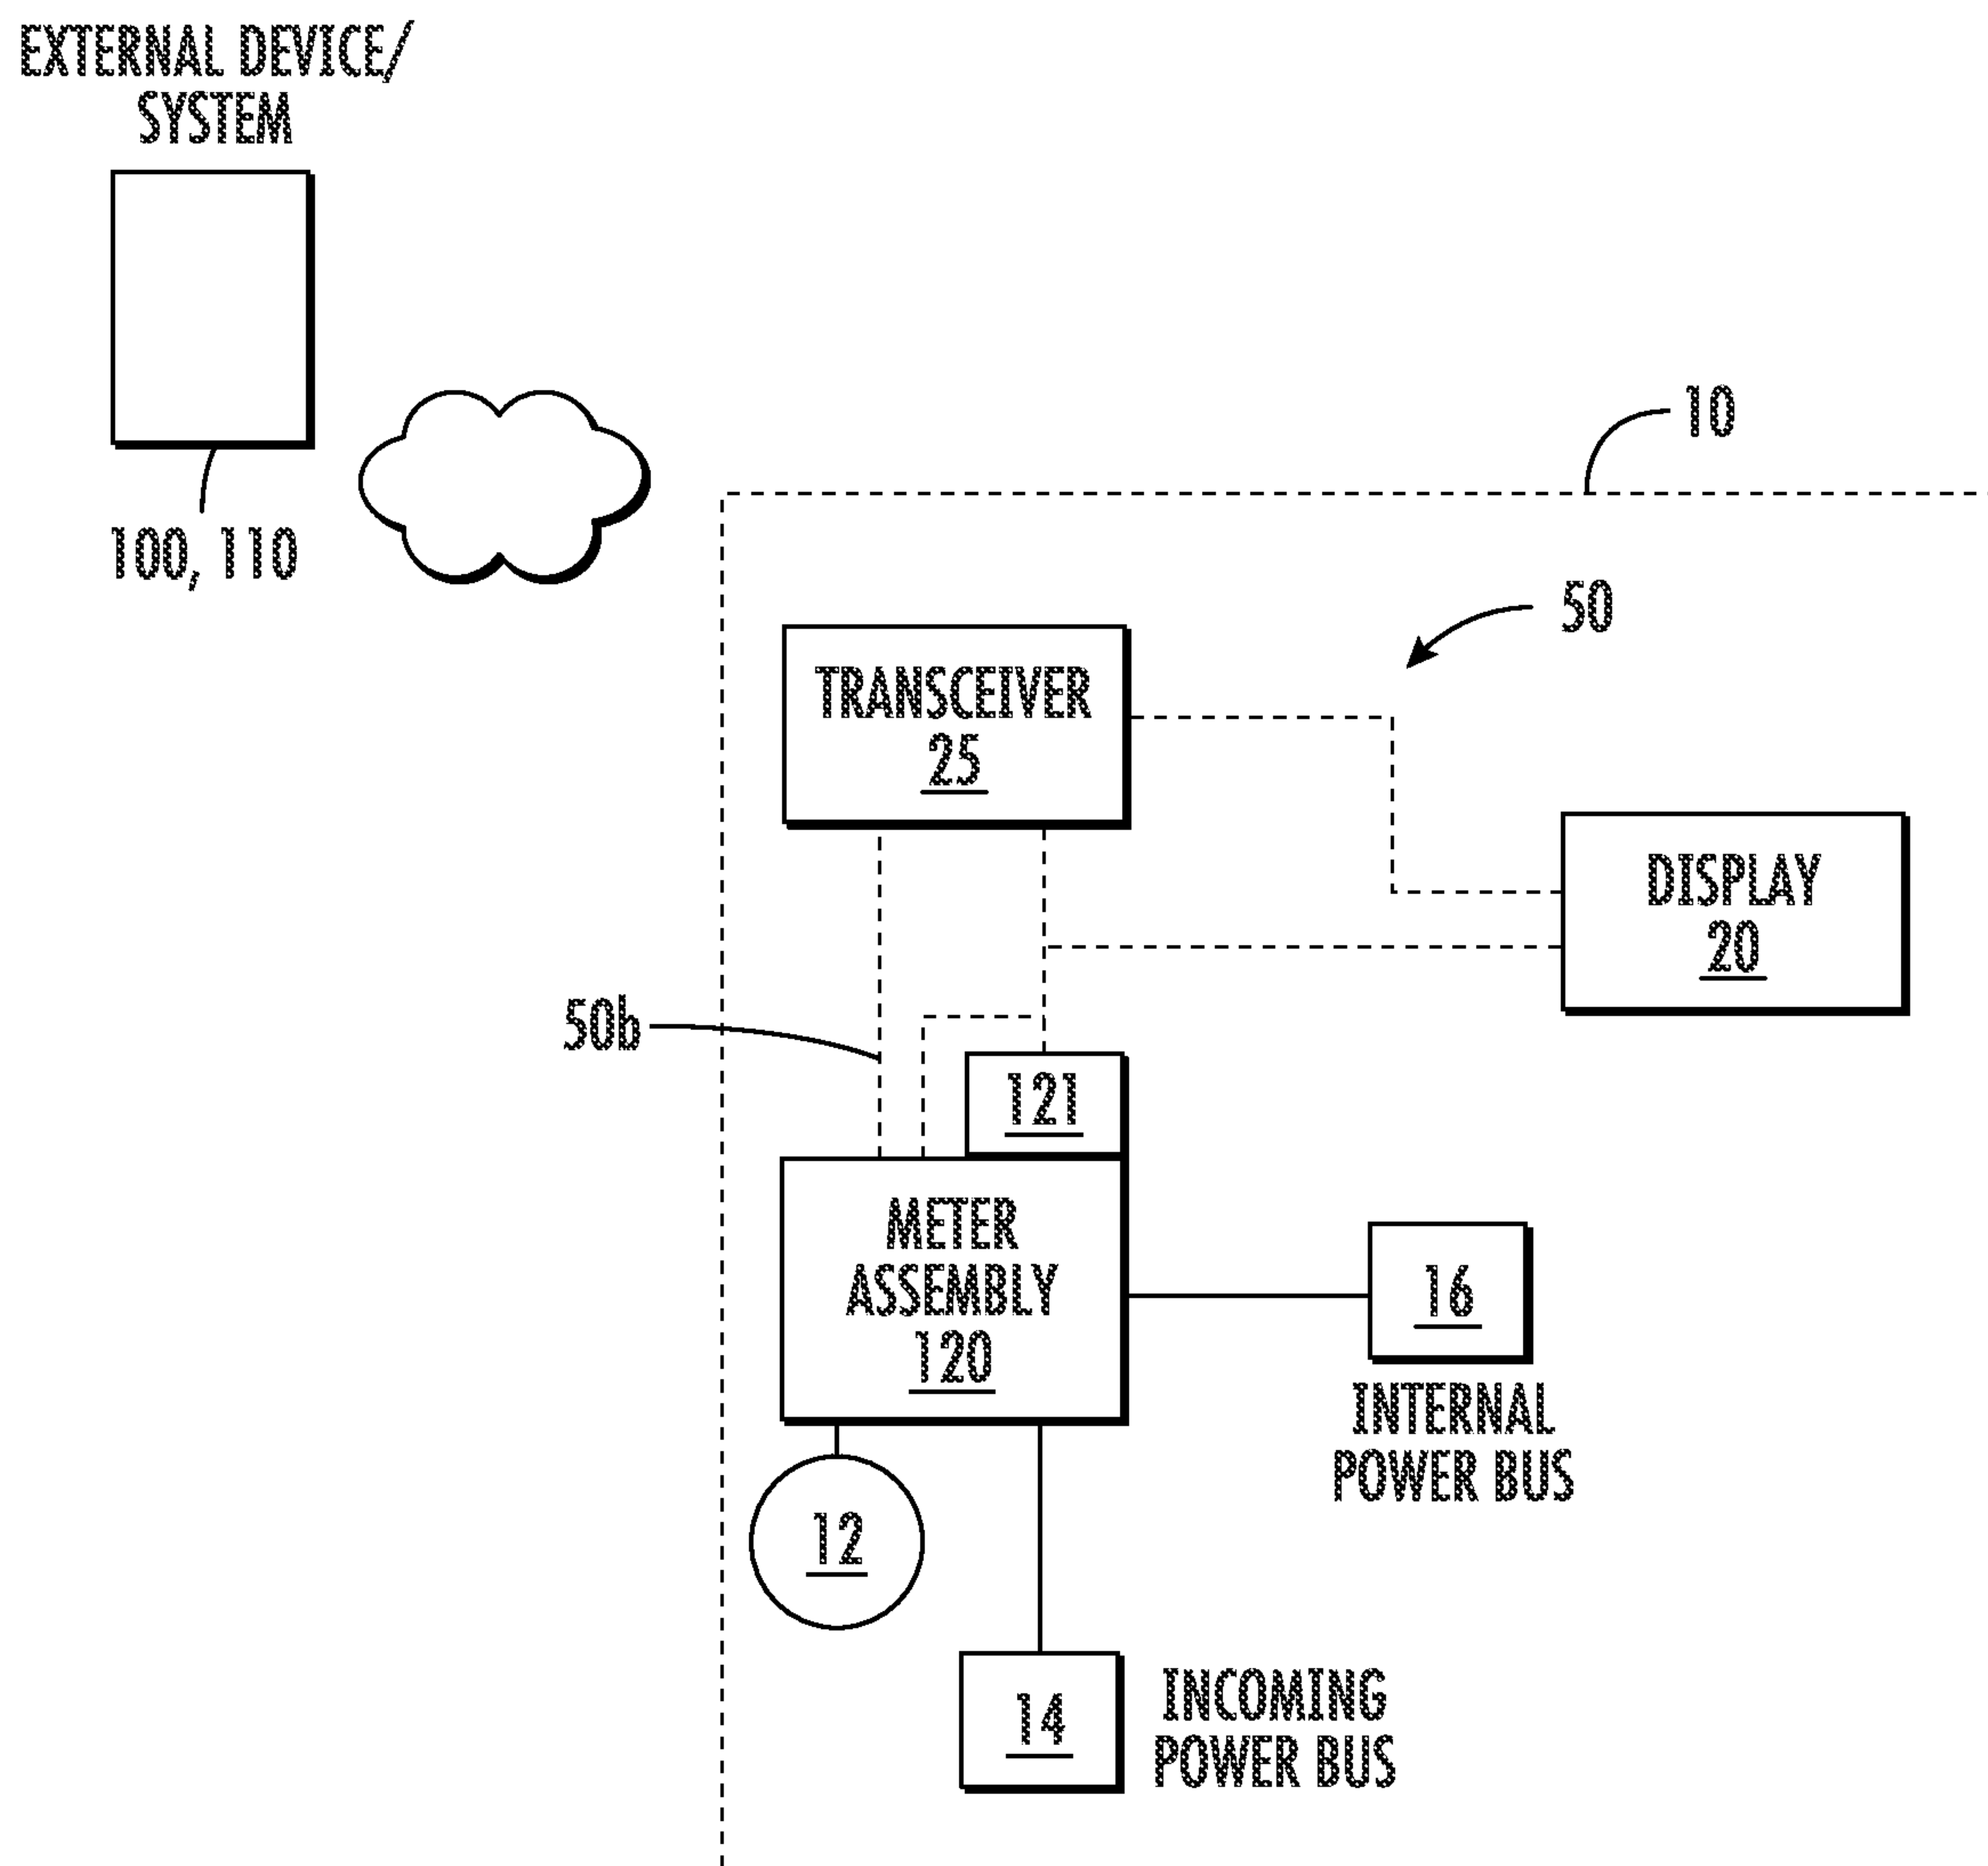 EXTERNAL DEVICE/
SYSTEM
100, 110
10
50
TRANSCEIVER
25
DISPLAY
20
50b
121
METER
ASSEMBLY
120
16
INTERNAL
POWER BUS
12
14
INCOMING
POWER BUS